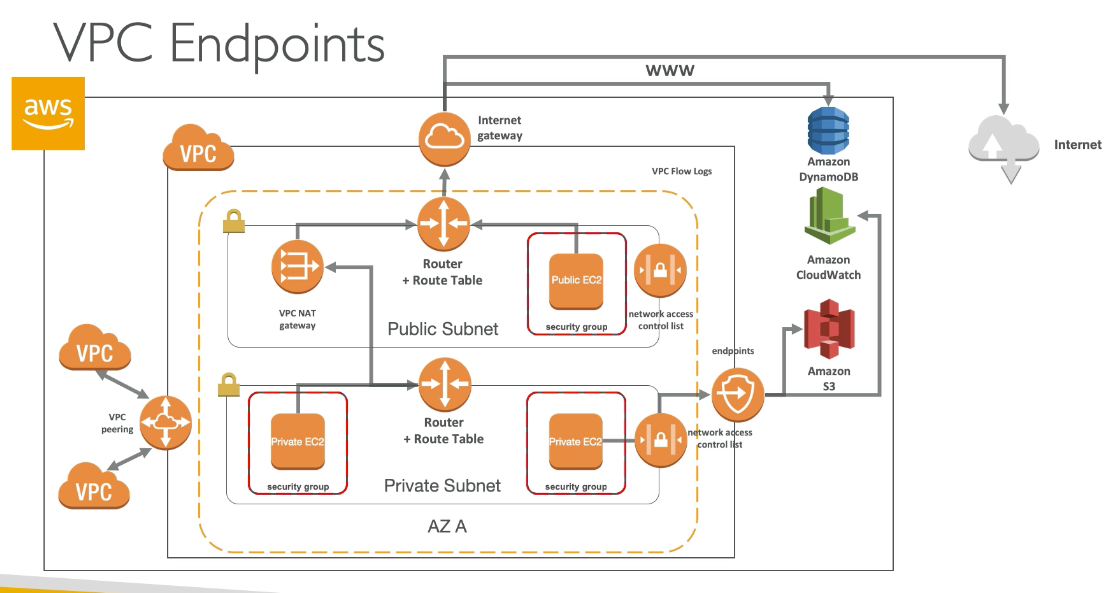 VPC Endpoints
www
aws
Internet
gateway
Amazon
DynamoDB
Internet
VPC
VPC Flow Logs
Router
+ Route Table
Public EC2
security group
network access
control list
VPC NAT
gateway
Public Subnet
Amazon
CloudWatch
Amazon
S3
endpoints
VPC
VPC
peering
VPC
Router
+ Route Table
Private EC2
security group
Private EC2
security group
network access
control list
Private Subnet
AZ A